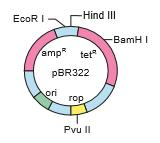 EcoR I
Hind III
BamH I
amp^R
tet^R
pBR322
ori
rop
Pvu II